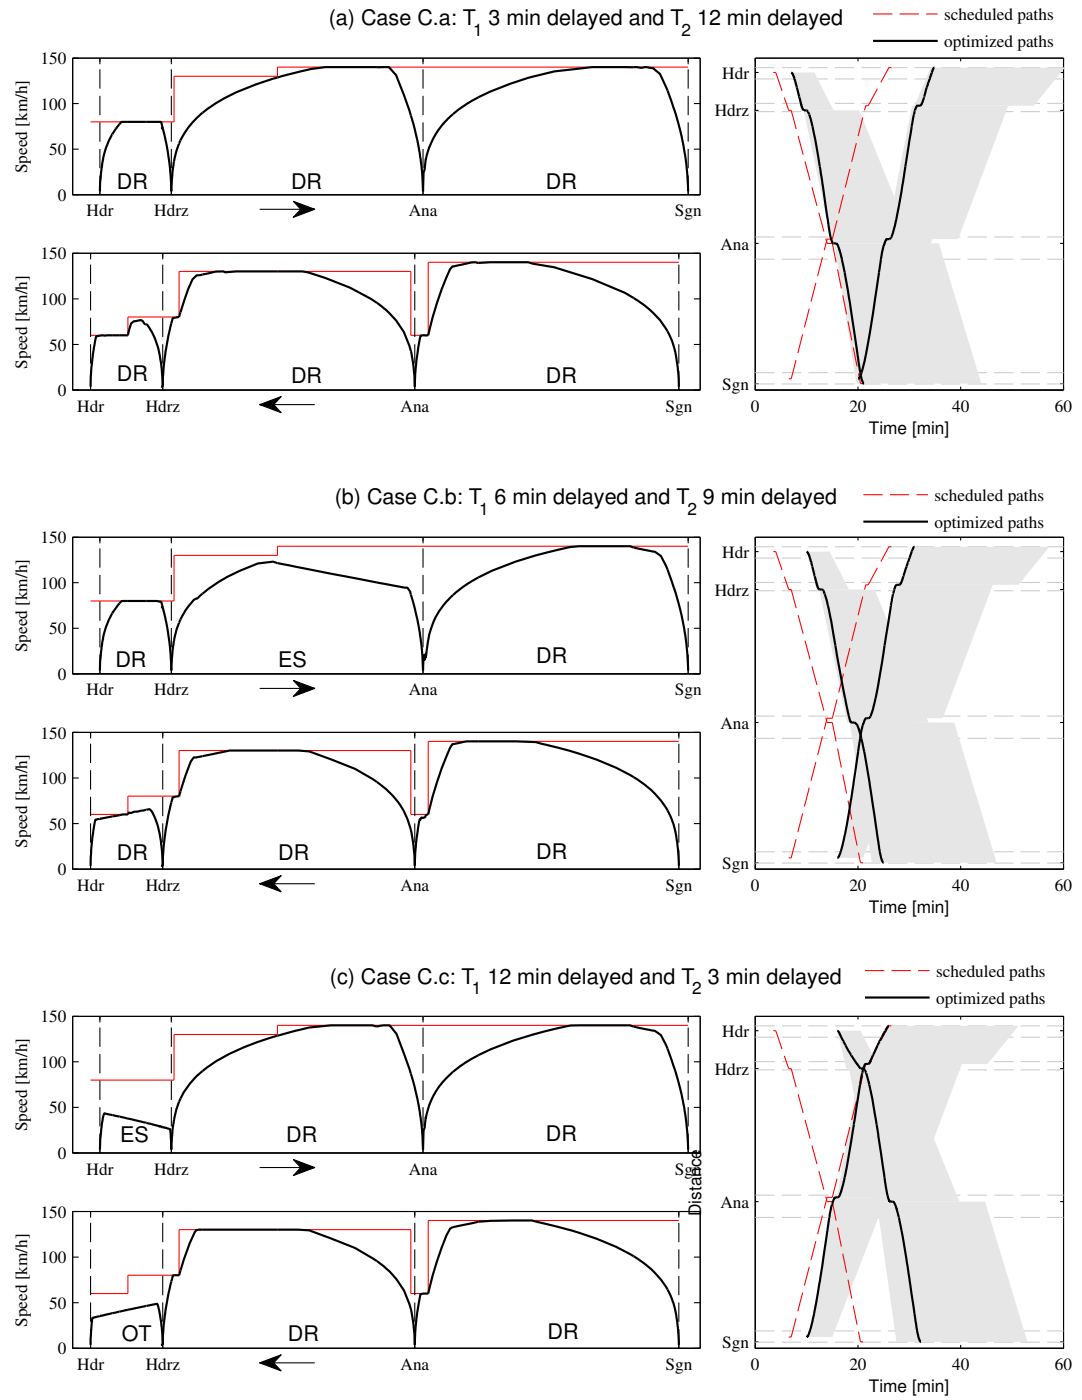 (a) Case C.a: T1 3 min delayed and T2 12 min delayed
scheduled paths
optimized paths
Speed [km/h]
150
100
50
0
DR
DR
DR
Hdr
Hdrz
Ana
Sgn
Speed [km/h]
150
100
50
0
DR
DR
DR
Hdr
Hdrz
Ana
Sgn
Hdr
Hdrz
Ana
Sgn
0
20
40
60
Time [min]
(b) Case C.b: T1 6 min delayed and T2 9 min delayed
scheduled paths
optimized paths
Speed [km/h]
150
100
50
0
DR
ES
DR
Hdr
Hdrz
Ana
Sgn
Speed [km/h]
150
100
50
0
DR
DR
DR
Hdr
Hdrz
Ana
Sgn
Hdr
Hdrz
Ana
Sgn
0
20
40
60
Time [min]
(c) Case C.c: T1 12 min delayed and T2 3 min delayed
scheduled paths
optimized paths
Speed [km/h]
150
100
50
0
ES
DR
DR
Hdr
Hdrz
Ana
Sgn
Speed [km/h]
150
100
50
0
OT
DR
DR
Hdr
Hdrz
Ana
Sgn
Distance
Hdr
Hdrz
Ana
Sgn
0
20
40
60
Time [min]